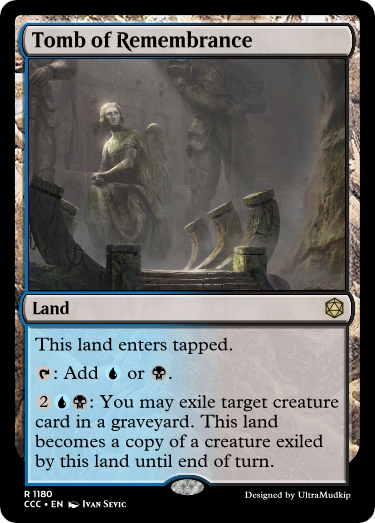 Tomb of Remembrance
Land
This land enters tapped.
: Add or .
2 : You may exile target creature
card in a graveyard. This land
becomes a copy of a creature exiled
by this land until end of turn.
R 1180
CCC • EN Ivan Sevic
Designed by UltraMudkip